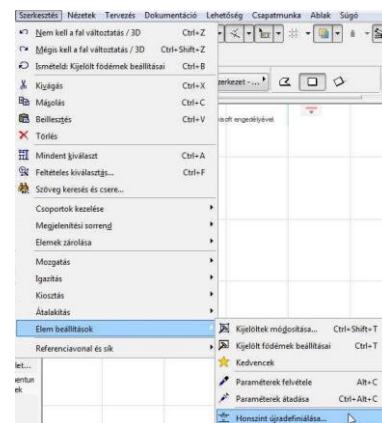 Szerkesztés Nézetek Tervezés Dokumentáció Lehetőség Csapatmunka Ablak Súgó
Nem kell a fal változtatás / 3D Ctrl+Z
Mégis kell a fal változtatás / 3D Ctrl+Shift+Z
Ismételd: Kijelölt födémek beállításai Ctrl+B
Kivágás Ctrl+X
Másolás Ctrl+C
Beillesztés Ctrl+V
Törlés
Mindent kiválaszt Ctrl+A
Feltételes kiválasztás... Ctrl+F
Szöveg keresés és csere...
Csoportok kezelése
Megjelenítési sorrend
Elemek zárolása
Mozgatás
Igazítás
Kiosztás
Átalakítás
Elem beállítások
Referenciavonal és sík
Kijelöltek módosítása... Ctrl+Shift+T
Kijelölt födémek beállításai Ctrl+T
Kedvencek
Paraméterek felvétele Alt+C
Paraméterek átadása Ctrl+Alt+C
Honszint újradefiniálása...
engedélyével.